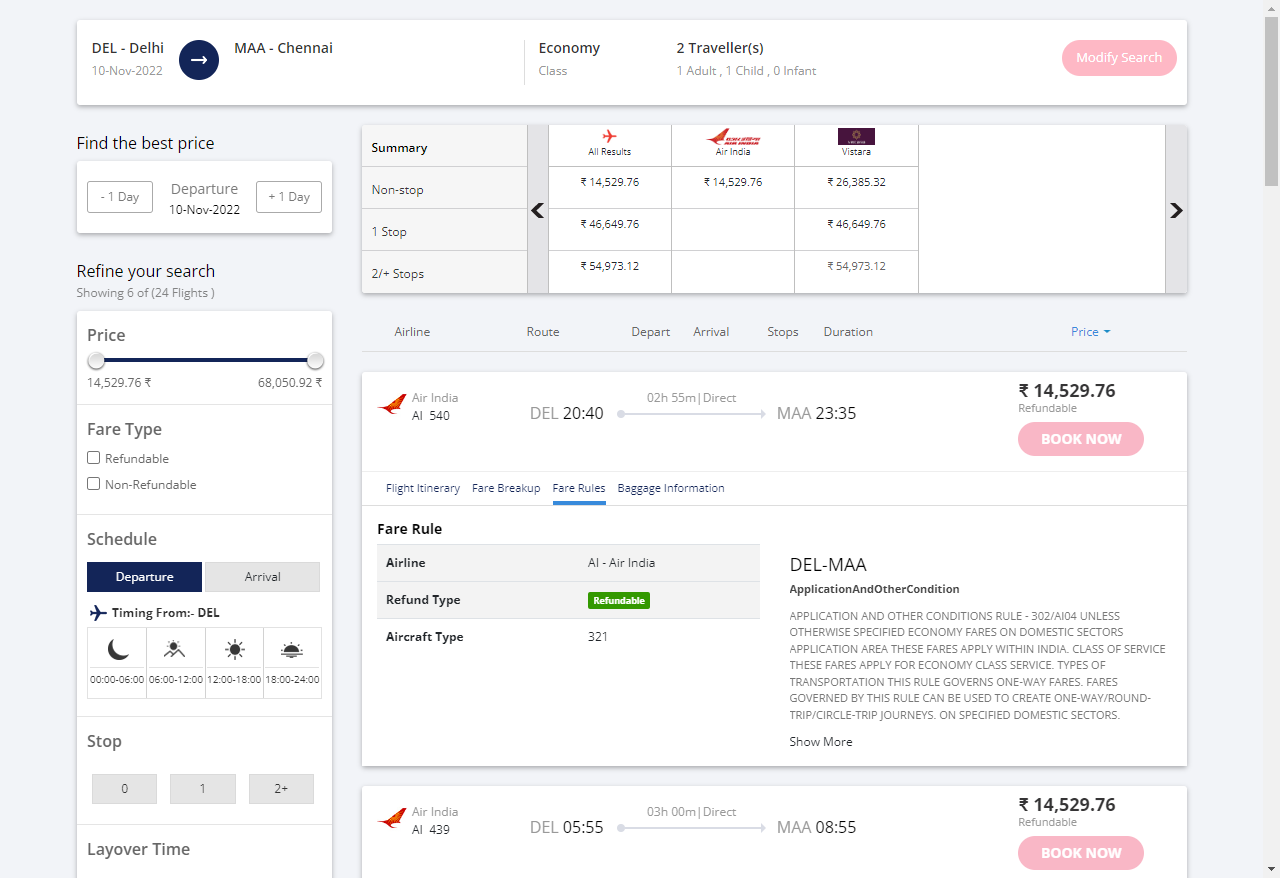 DEL - Delhi
MAA - Chennai
10-Nov-2022
Economy
Class
2 Traveller(s)
1 Adult , 1 Child , 0 Infant
Modify Search
Find the best price
- 1 Day
Departure
10-Nov-2022
+ 1 Day
Refine your search
Showing 6 of (24 Flights )
Price
14,529.76 ₹
68,050.92 ₹
Fare Type
Refundable
Non-Refundable
Schedule
Departure
Arrival
Timing From:- DEL
00:00-06:00
06:00-12:00
12:00-18:00
18:00-24:00
Stop
0
1
2+
Layover Time
Summary
All Results
Air India
Vistara
Non-stop
₹ 14,529.76
₹ 14,529.76
₹ 26,385.32
1 Stop
₹ 46,649.76
₹ 46,649.76
2/+ Stops
₹ 54,973.12
₹ 54,973.12
Airline
Route
Depart
Arrival
Stops
Duration
Price
Air India
AI 540
DEL 20:40
02h 55m|Direct
MAA 23:35
₹ 14,529.76
Refundable
BOOK NOW
Flight Itinerary
Fare Breakup
Fare Rules
Baggage Information
Fare Rule
Airline
AI - Air India
Refund Type
Refundable
Aircraft Type
321
DEL-MAA
ApplicationAndOtherCondition
APPLICATION AND OTHER CONDITIONS RULE - 302/AI04 UNLESS
OTHERWISE SPECIFIED ECONOMY FARES ON DOMESTIC SECTORS
APPLICATION AREA THESE FARES APPLY WITHIN INDIA. CLASS OF SERVICE
THESE FARES APPLY FOR ECONOMY CLASS SERVICE. TYPES OF
TRANSPORTATION THIS RULE GOVERNS ONE-WAY FARES. FARES
GOVERNED BY THIS RULE CAN BE USED TO CREATE ONE-WAY/ROUND-
TRIP/CIRCLE-TRIP JOURNEYS. ON SPECIFIED DOMESTIC SECTORS.
Show More
Air India
AI 439
DEL 05:55
03h 00m|Direct
MAA 08:55
₹ 14,529.76
Refundable
BOOK NOW